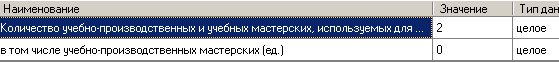 Наименование Значение Тип дан
Количество учебно-производственных и учебных мастерских, используемых для ... 2 целое
в том числе учебно-производственных мастерских (ед.) 0 целое